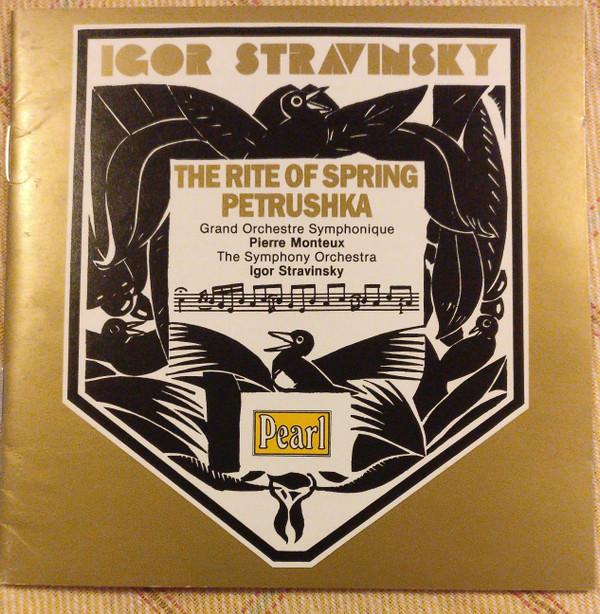 IGOR STRAVINSKY
THE RITE OF SPRING
PETRUSHKA
Grand Orchestre Symphonique
Pierre Monteux
The Symphony Orchestra
Igor Stravinsky
Pearl